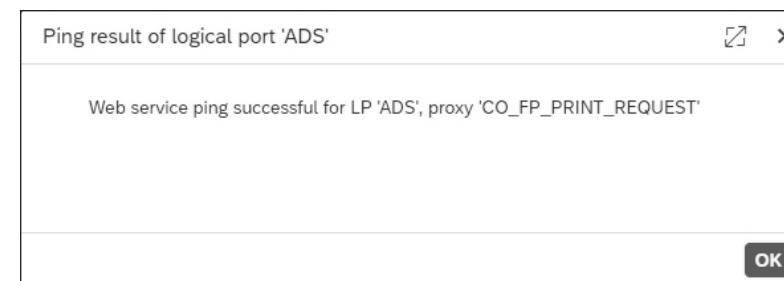 Ping result of logical port 'ADS'
Web service ping successful for LP 'ADS', proxy 'CO_FP_PRINT_REQUEST'
OK